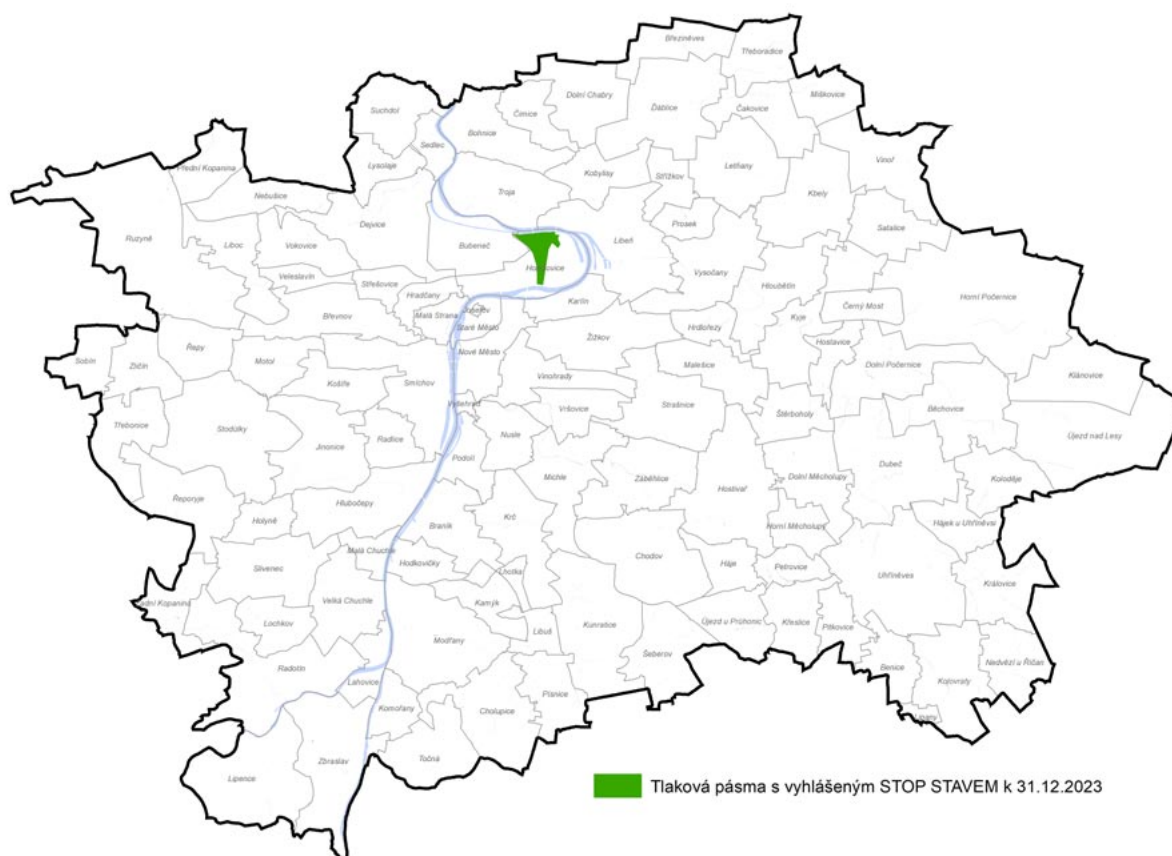 Březiněves
Třeboradice
Dolní Chabry
Miškovice
Suchdol
Čimice
Ďáblice
Čakovice
Bohnice
Sedlec
Vinoř
Přední Kopanina
Lysolaje
Kobylisy
Střížkov
Letňany
Nebušice
Troja
Kbely
Dejvice
Prosek
Satalice
Ruzyně
Liboc
Vokovice
Bubeneč
Libeň
Holešovice
Vysočany
Veleslavín
Střešovice
Hloubětín
Hradčany
Karlín
Horní Počernice
Břevnov
Malá Strana
Josefov
Staré Město
Černý Most
Kyje
Hrdlořezy
Žižkov
Hostavice
Řepy
Nové Město
Sobín
Zličín
Motol
Malešice
Dolní Počernice
Klánovice
Košíře
Smíchov
Vinohrady
Vyšehrad
Vršovice
Strašnice
Štěrboholy
Běchovice
Třebonice
Stodůlky
Jinonice
Radlice
Nusle
Újezd nad Lesy
Podolí
Dubeč
Michle
Záběhlice
Dolní Měcholupy
Koloděje
Řeporyje
Hlubočepy
Hostivař
Holyně
Braník
Krč
Horní Měcholupy
Hájek u Uhříněvsi
Malá Chuchle
Chodov
Slivenec
Hodkovičky
Lhotka
Háje
Petrovice
Uhříněves
Královice
Zadní Kopanina
Velká Chuchle
Kamýk
Lochkov
Újezd u Průhonic
Křeslice
Pitkovice
Modřany
Libuš
Kunratice
Šeberov
Radotín
Benice
Nedvězí u Říčan
Lahovice
Písnice
Kolovraty
Komořany
Cholupice
Lipany
Točná
Lipence
Zbraslav
Tlaková pásma s vyhlášeným STOP STAVEM k 31.12.2023